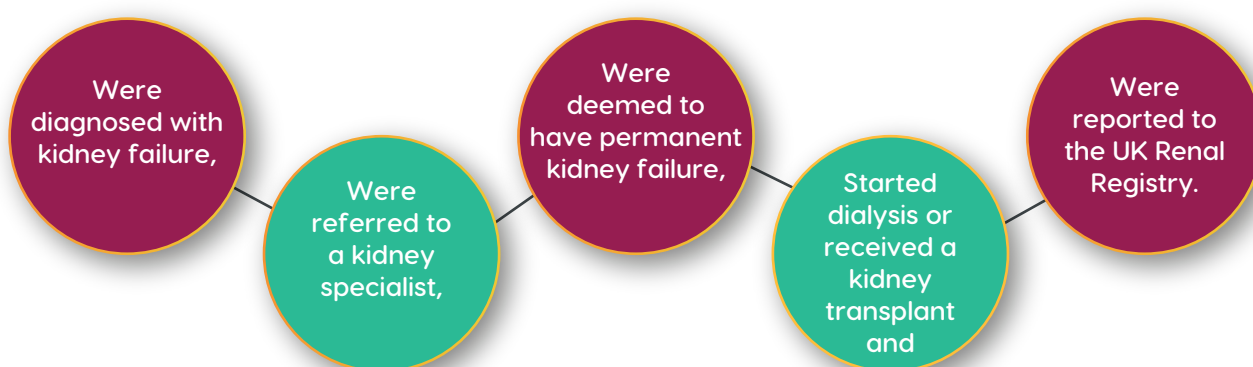 Were
diagnosed with
kidney failure,
Were
referred to
a kidney
specialist,
Were
deemed to
have permanent
kidney failure,
Started
dialysis or
received a
kidney
transplant
and
Were
reported to
the UK Renal
Registry.